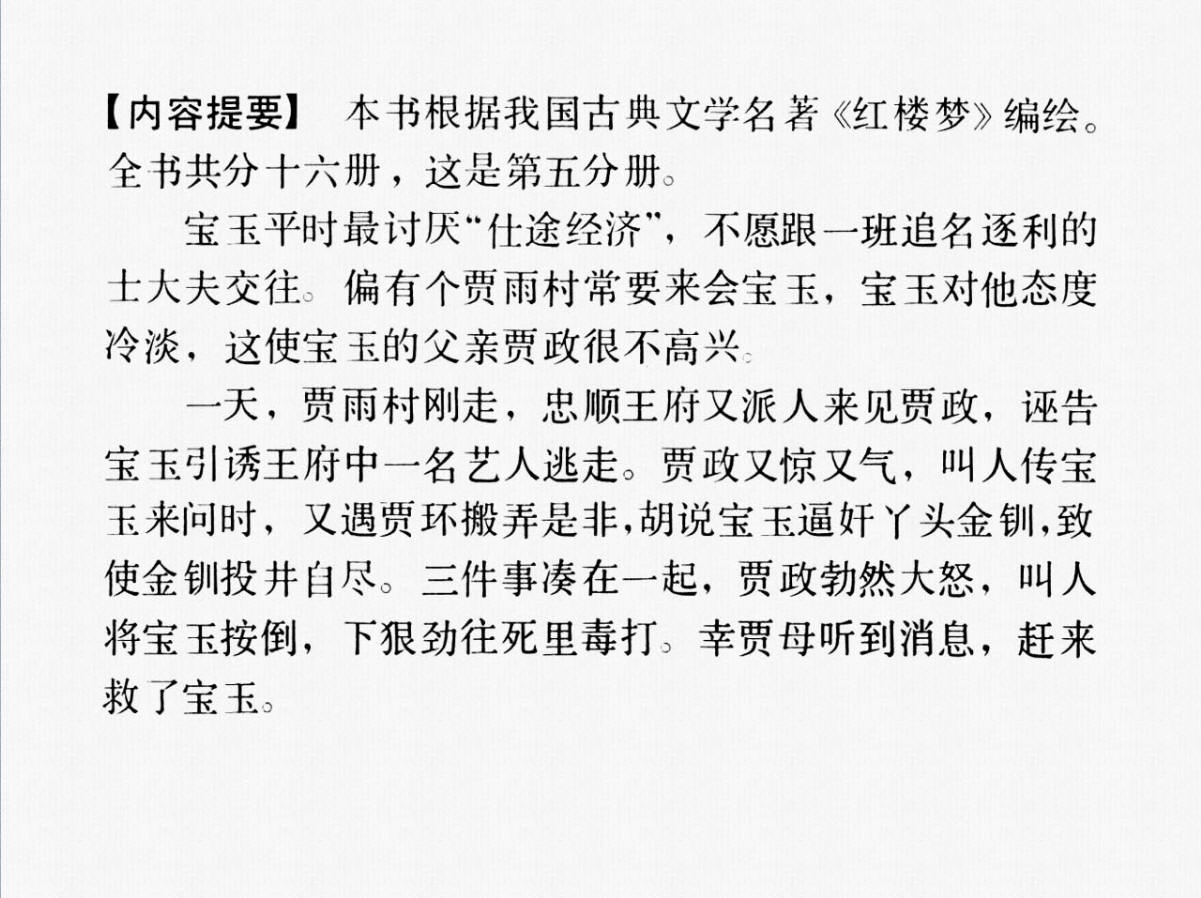 【内容提要】 本书根据我国古典文学名著《红楼梦》编绘。
全书共分十六册，这是第五分册。
宝玉平时最讨厌“仕途经济”，不愿跟一班追名逐利的
士大夫交往。偏有个贾雨村常要来会宝玉，宝玉对他态度
冷淡，这使宝玉的父亲贾政很不高兴。
一天，贾雨村刚走，忠顺王府又派人来见贾政，诬告
宝玉引诱王府中一名艺人逃走。贾政又惊又气，叫人传宝
玉来问时，又遇贾环搬弄是非，胡说宝玉逼奸丫头金钏，致
使金钏投井自尽。三件事凑在一起，贾政勃然大怒，叫人
将宝玉按倒，下狠劲往死里毒打。幸贾母听到消息，赶来
救了宝玉。